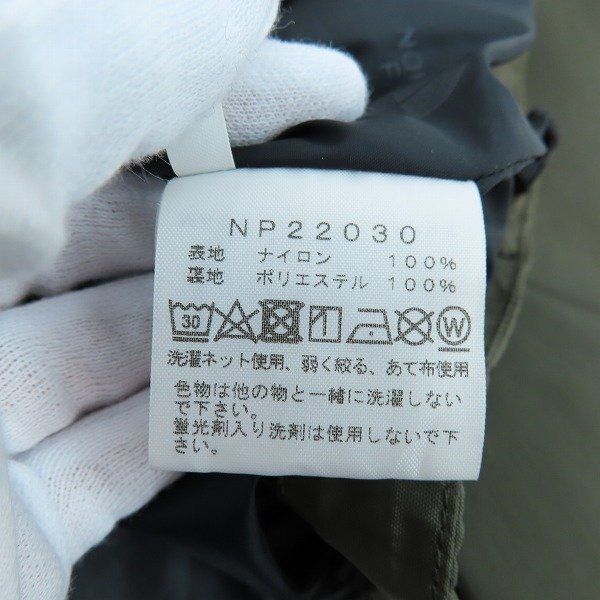 NP22030
表地 ナイロン 100%
裏地 ポリエステル 100%
30 W
洗濯ネット使用、弱く絞る、あて布使用
色物は他の物と一緒に洗濯しない
で下さい。
蛍光剤入り洗剤は使用しないで下
さい。